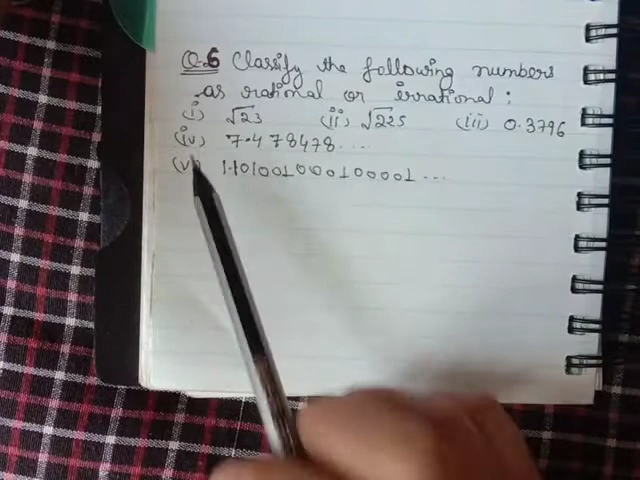 Q.6 Classify the following numbers
as rational or irrational :
(i) √23 (ii) √225 (iii) 0.3796
(iv) 7.478478....
(v) 1.101001000100001...